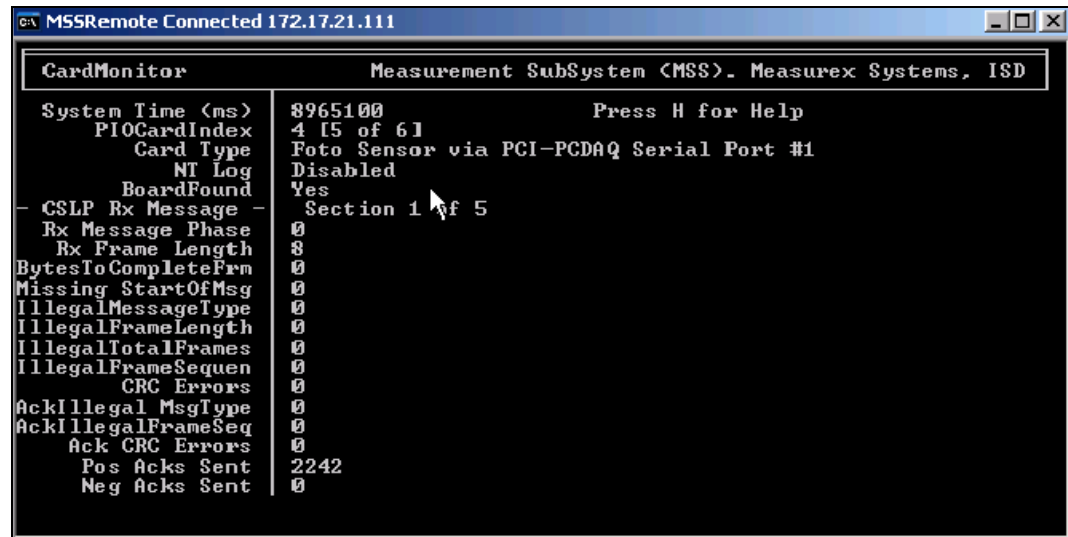 MSSRemote Connected 172.17.21.111
CardMonitor Measurement SubSystem (MSS). Measurex Systems, ISD
System Time (ms) 8965100 Press H for Help
PIOCardIndex 4 [5 of 6]
Card Type Foto Sensor via PCI-PCDAQ Serial Port #1
NT Log Disabled
BoardFound Yes
- CSLP Rx Message - Section 1 of 5
Rx Message Phase 0
Rx Frame Length 8
BytesToCompleteFrm 0
Missing StartOfMsg 0
IllegalMessageType 0
IllegalFrameLength 0
IllegalTotalFrames 0
IllegalFrameSequen 0
CRC Errors 0
AckIllegal MsgType 0
AckIllegalFrameSeq 0
Ack CRC Errors 0
Pos Acks Sent 2242
Neg Acks Sent 0